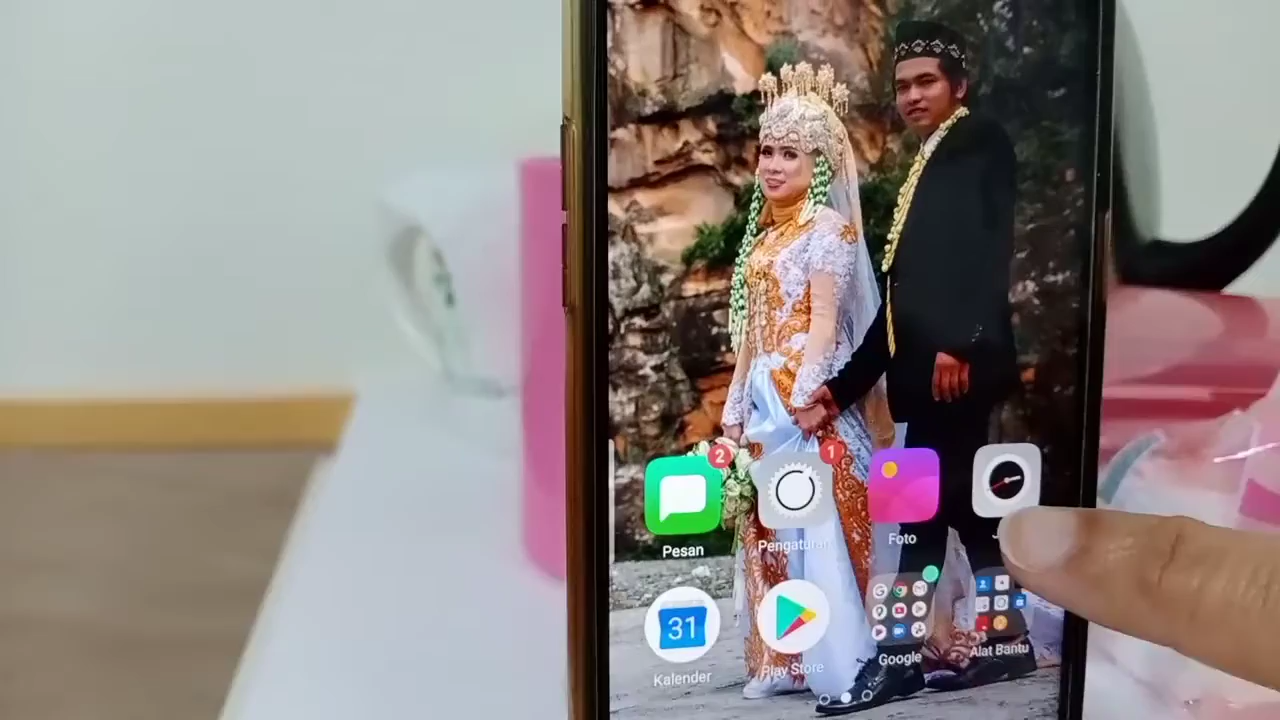 2
1
Pesan
Pengaturan
Foto
31
Kalender
Play Store
Google
Alat Bantu